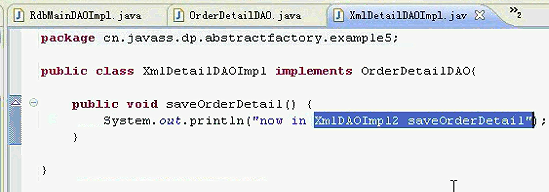 RdbMainDAOImpl.java
OrderDetailDAO.java
XmlDetailDAOImpl.jav
»2
package cn.javass.dp.abstractfactory.example5;
public class XmlDetailDAOImpl implements OrderDetailDAO{
public void saveOrderDetail() {
System.out.println("now in XmlDAOImpl2 saveOrderDetail");
}
}